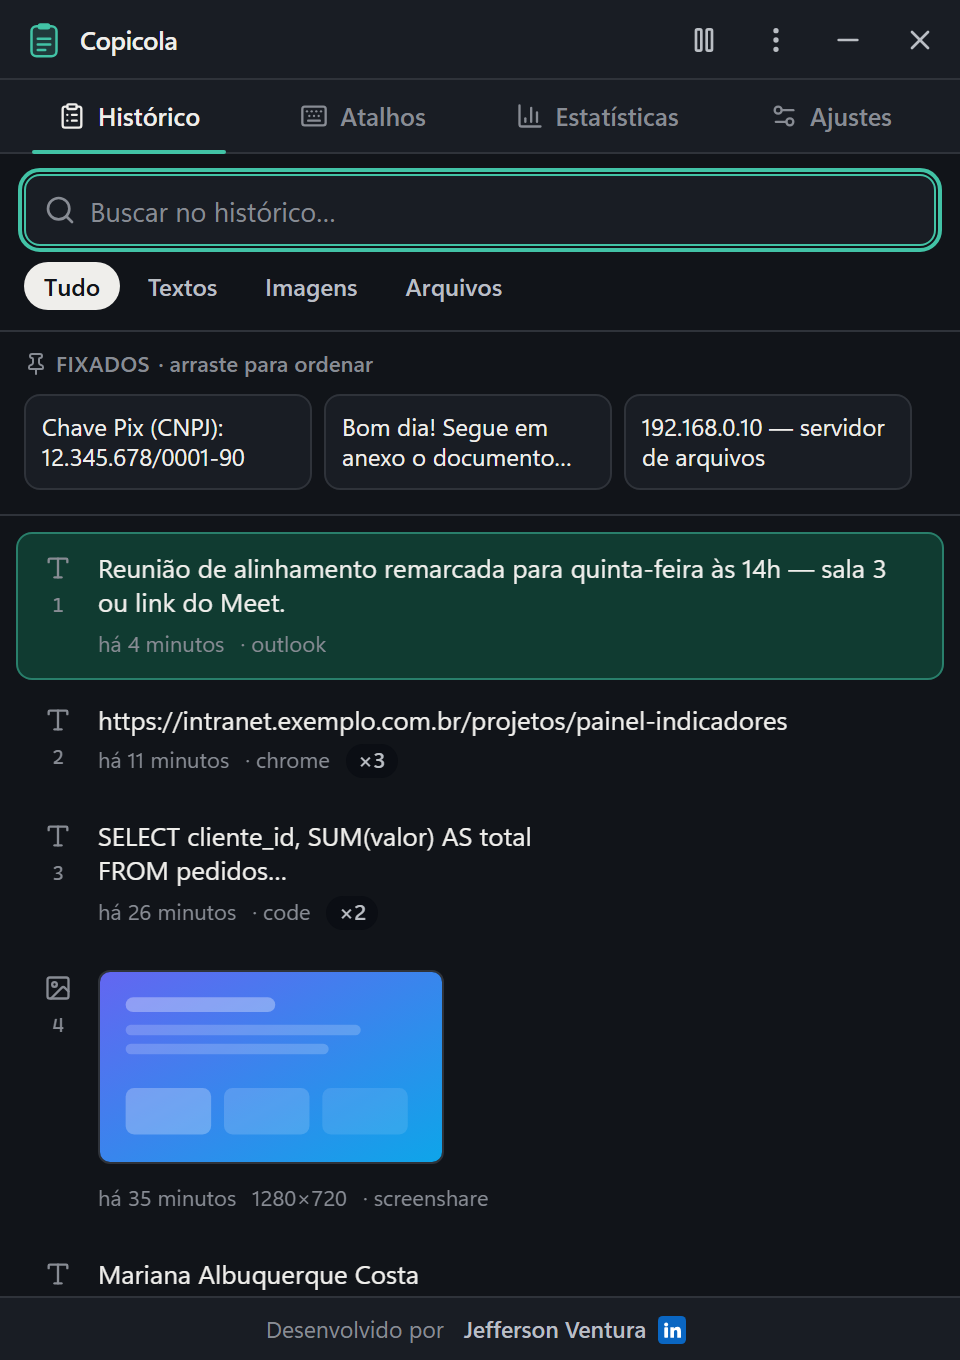 Copicola
Histórico
Atalhos
Estatísticas
Ajustes
Buscar no histórico...
Tudo
Textos
Imagens
Arquivos
FIXADOS · arraste para ordenar
Chave Pix (CNPJ):
12.345.678/0001-90
Bom dia! Segue em
anexo o documento...
192.168.0.10 — servidor
de arquivos
Reunião de alinhamento remarcada para quinta-feira às 14h — sala 3
1
ou link do Meet.
há 4 minutos · outlook
https://intranet.exemplo.com.br/projetos/painel-indicadores
2
há 11 minutos · chrome ×3
SELECT cliente_id, SUM(valor) AS total
3
FROM pedidos...
há 26 minutos · code ×2
4
há 35 minutos 1280×720 · screenshare
Mariana Albuquerque Costa
Desenvolvido por Jefferson Ventura in